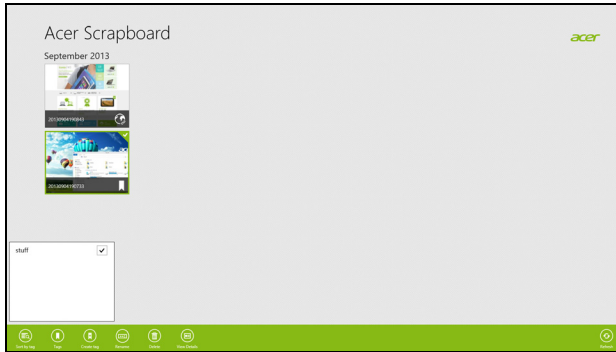 Acer Scrapboard
acer
September 2013
20130904190843
20130904190733
stuff
Sort by tag
Tags
Create tag
Rename
Delete
View Details
Refresh